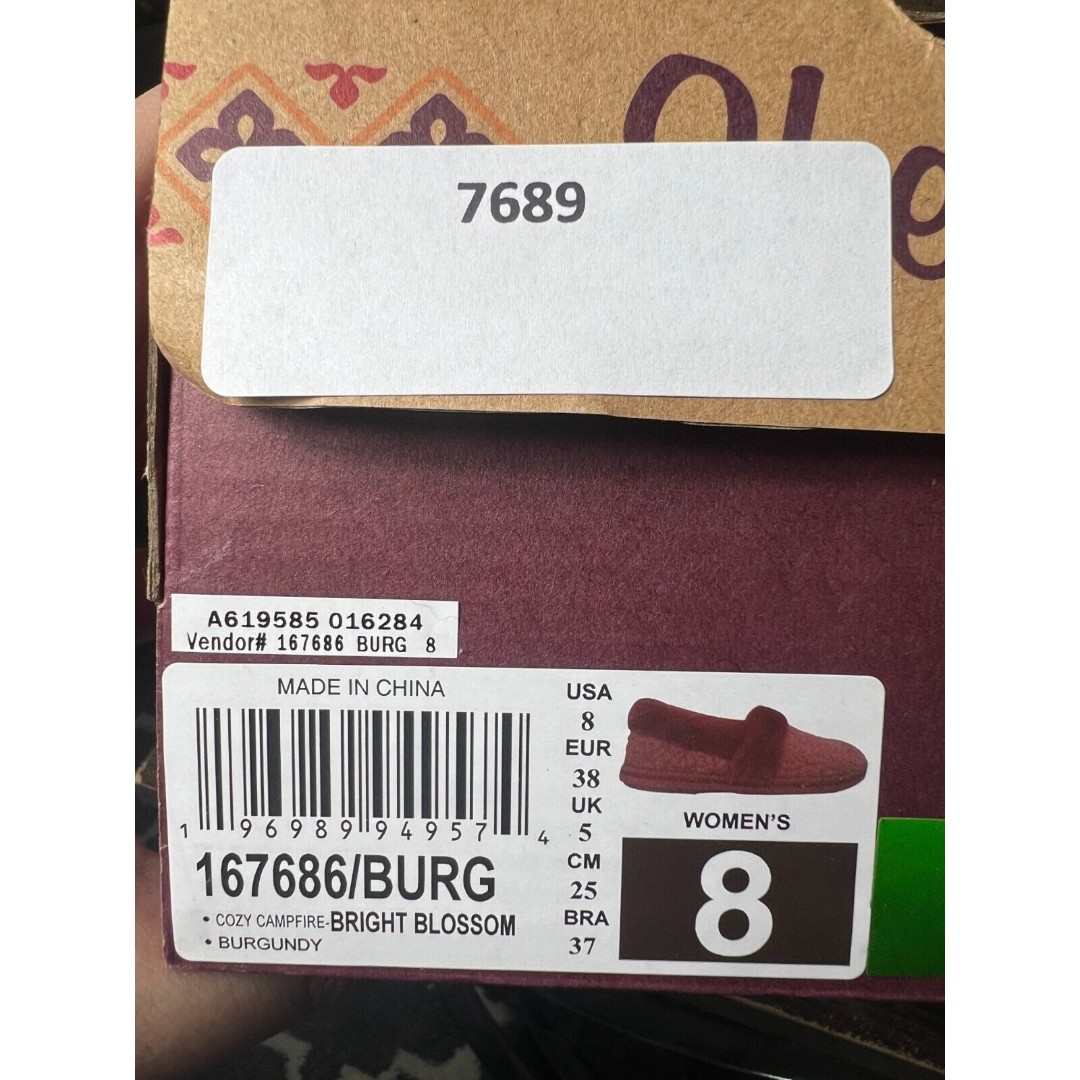 7689
A619585 016284
Vendor# 167686 BURG 8
MADE IN CHINA
1 96989 94957 4
167686/BURG
• COZY CAMPFIRE-BRIGHT BLOSSOM
• BURGUNDY
USA
8
EUR
38
UK
5
CM
25
BRA
37
WOMEN'S
8